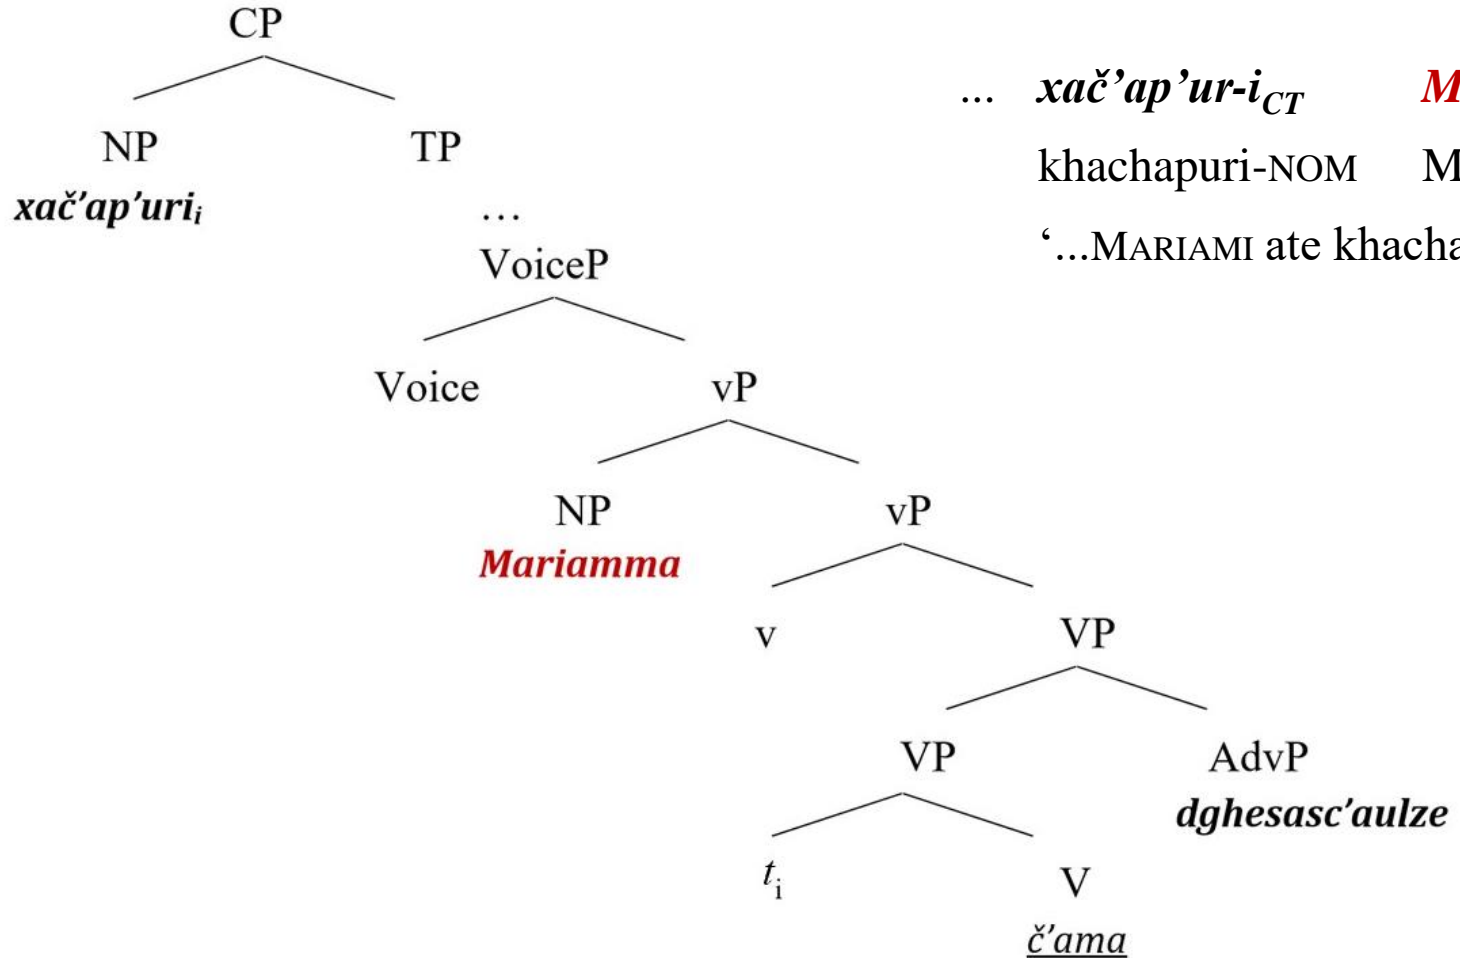 CP
NP TP
xač’ap’uriᵢ
...
VoiceP
Voice vP
NP vP
Mariamma
v VP
VP AdvP
dghesasc’aulze
tᵢ V
č’ama
... xač’ap’ur-i_CT M
khachapuri-NOM M
‘...MARIAMI ate khacha